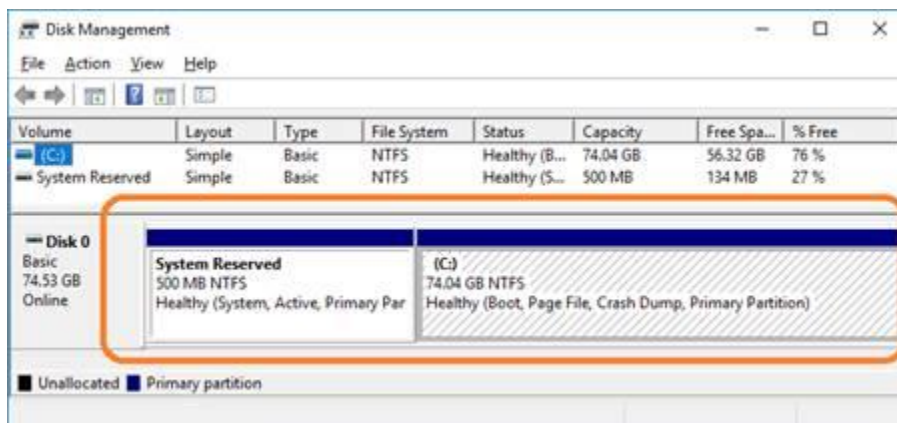 Disk Management
File Action View Help
Volume Layout Type File System Status Capacity Free Spa... % Free
(C:) Simple Basic NTFS Healthy (B... 74.04 GB 56.32 GB 76 %
System Reserved Simple Basic NTFS Healthy (S... 500 MB 134 MB 27 %
Disk 0
Basic
74.53 GB
Online
System Reserved
500 MB NTFS
Healthy (System, Active, Primary Par
(C:)
74.04 GB NTFS
Healthy (Boot, Page File, Crash Dump, Primary Partition)
Unallocated Primary partition